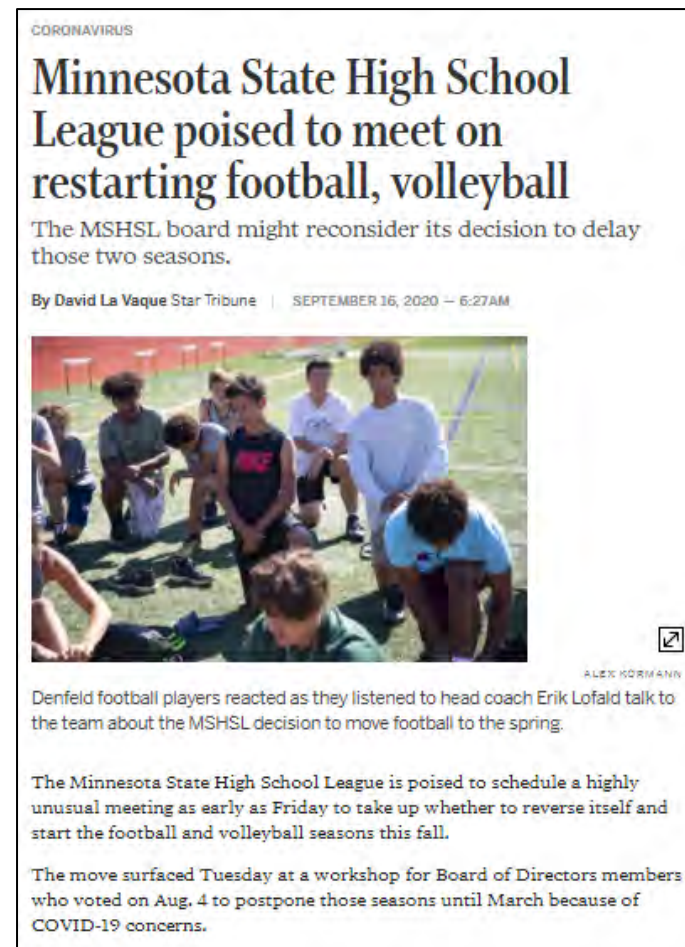 CORONAVIRUS
Minnesota State High School
League poised to meet on
restarting football, volleyball
The MSHSL board might reconsider its decision to delay
those two seasons.
By David La Vaque Star Tribune | SEPTEMBER 16, 2020 — 6:27AM
ALEX KORMANN
Denfeld football players reacted as they listened to head coach Erik Lofald talk to
the team about the MSHSL decision to move football to the spring.
The Minnesota State High School League is poised to schedule a highly
unusual meeting as early as Friday to take up whether to reverse itself and
start the football and volleyball seasons this fall.
The move surfaced Tuesday at a workshop for Board of Directors members
who voted on Aug. 4 to postpone those seasons until March because of
COVID-19 concerns.